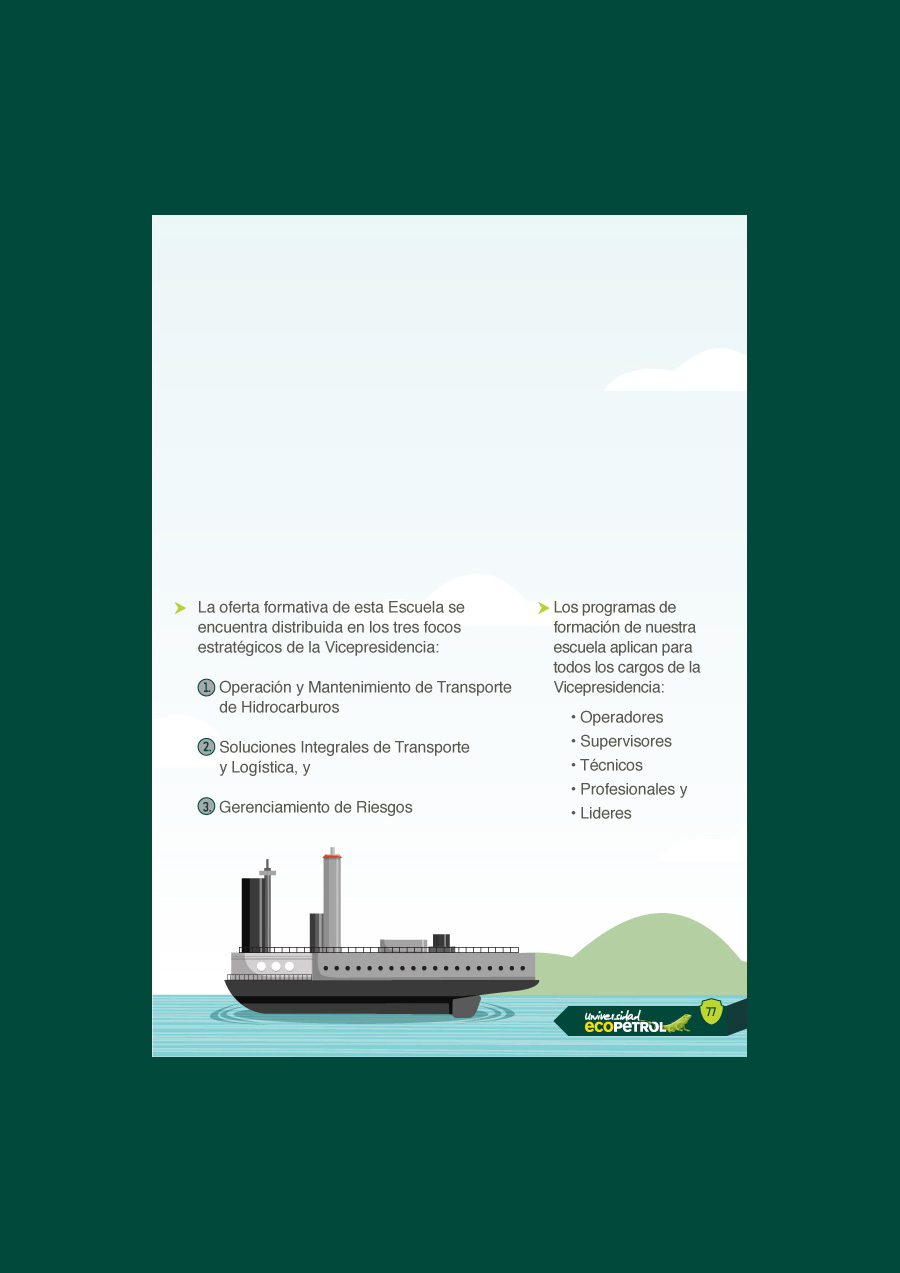 La oferta formativa de esta Escuela se
encuentra distribuida en los tres focos
estratégicos de la Vicepresidencia:
1. Operación y Mantenimiento de Transporte
de Hidrocarburos
2. Soluciones Integrales de Transporte
y Logística, y
3. Gerenciamiento de Riesgos
Los programas de
formación de nuestra
escuela aplican para
todos los cargos de la
Vicepresidencia:
• Operadores
• Supervisores
• Técnicos
• Profesionales y
• Lideres
universidad
ECOPETROL
77